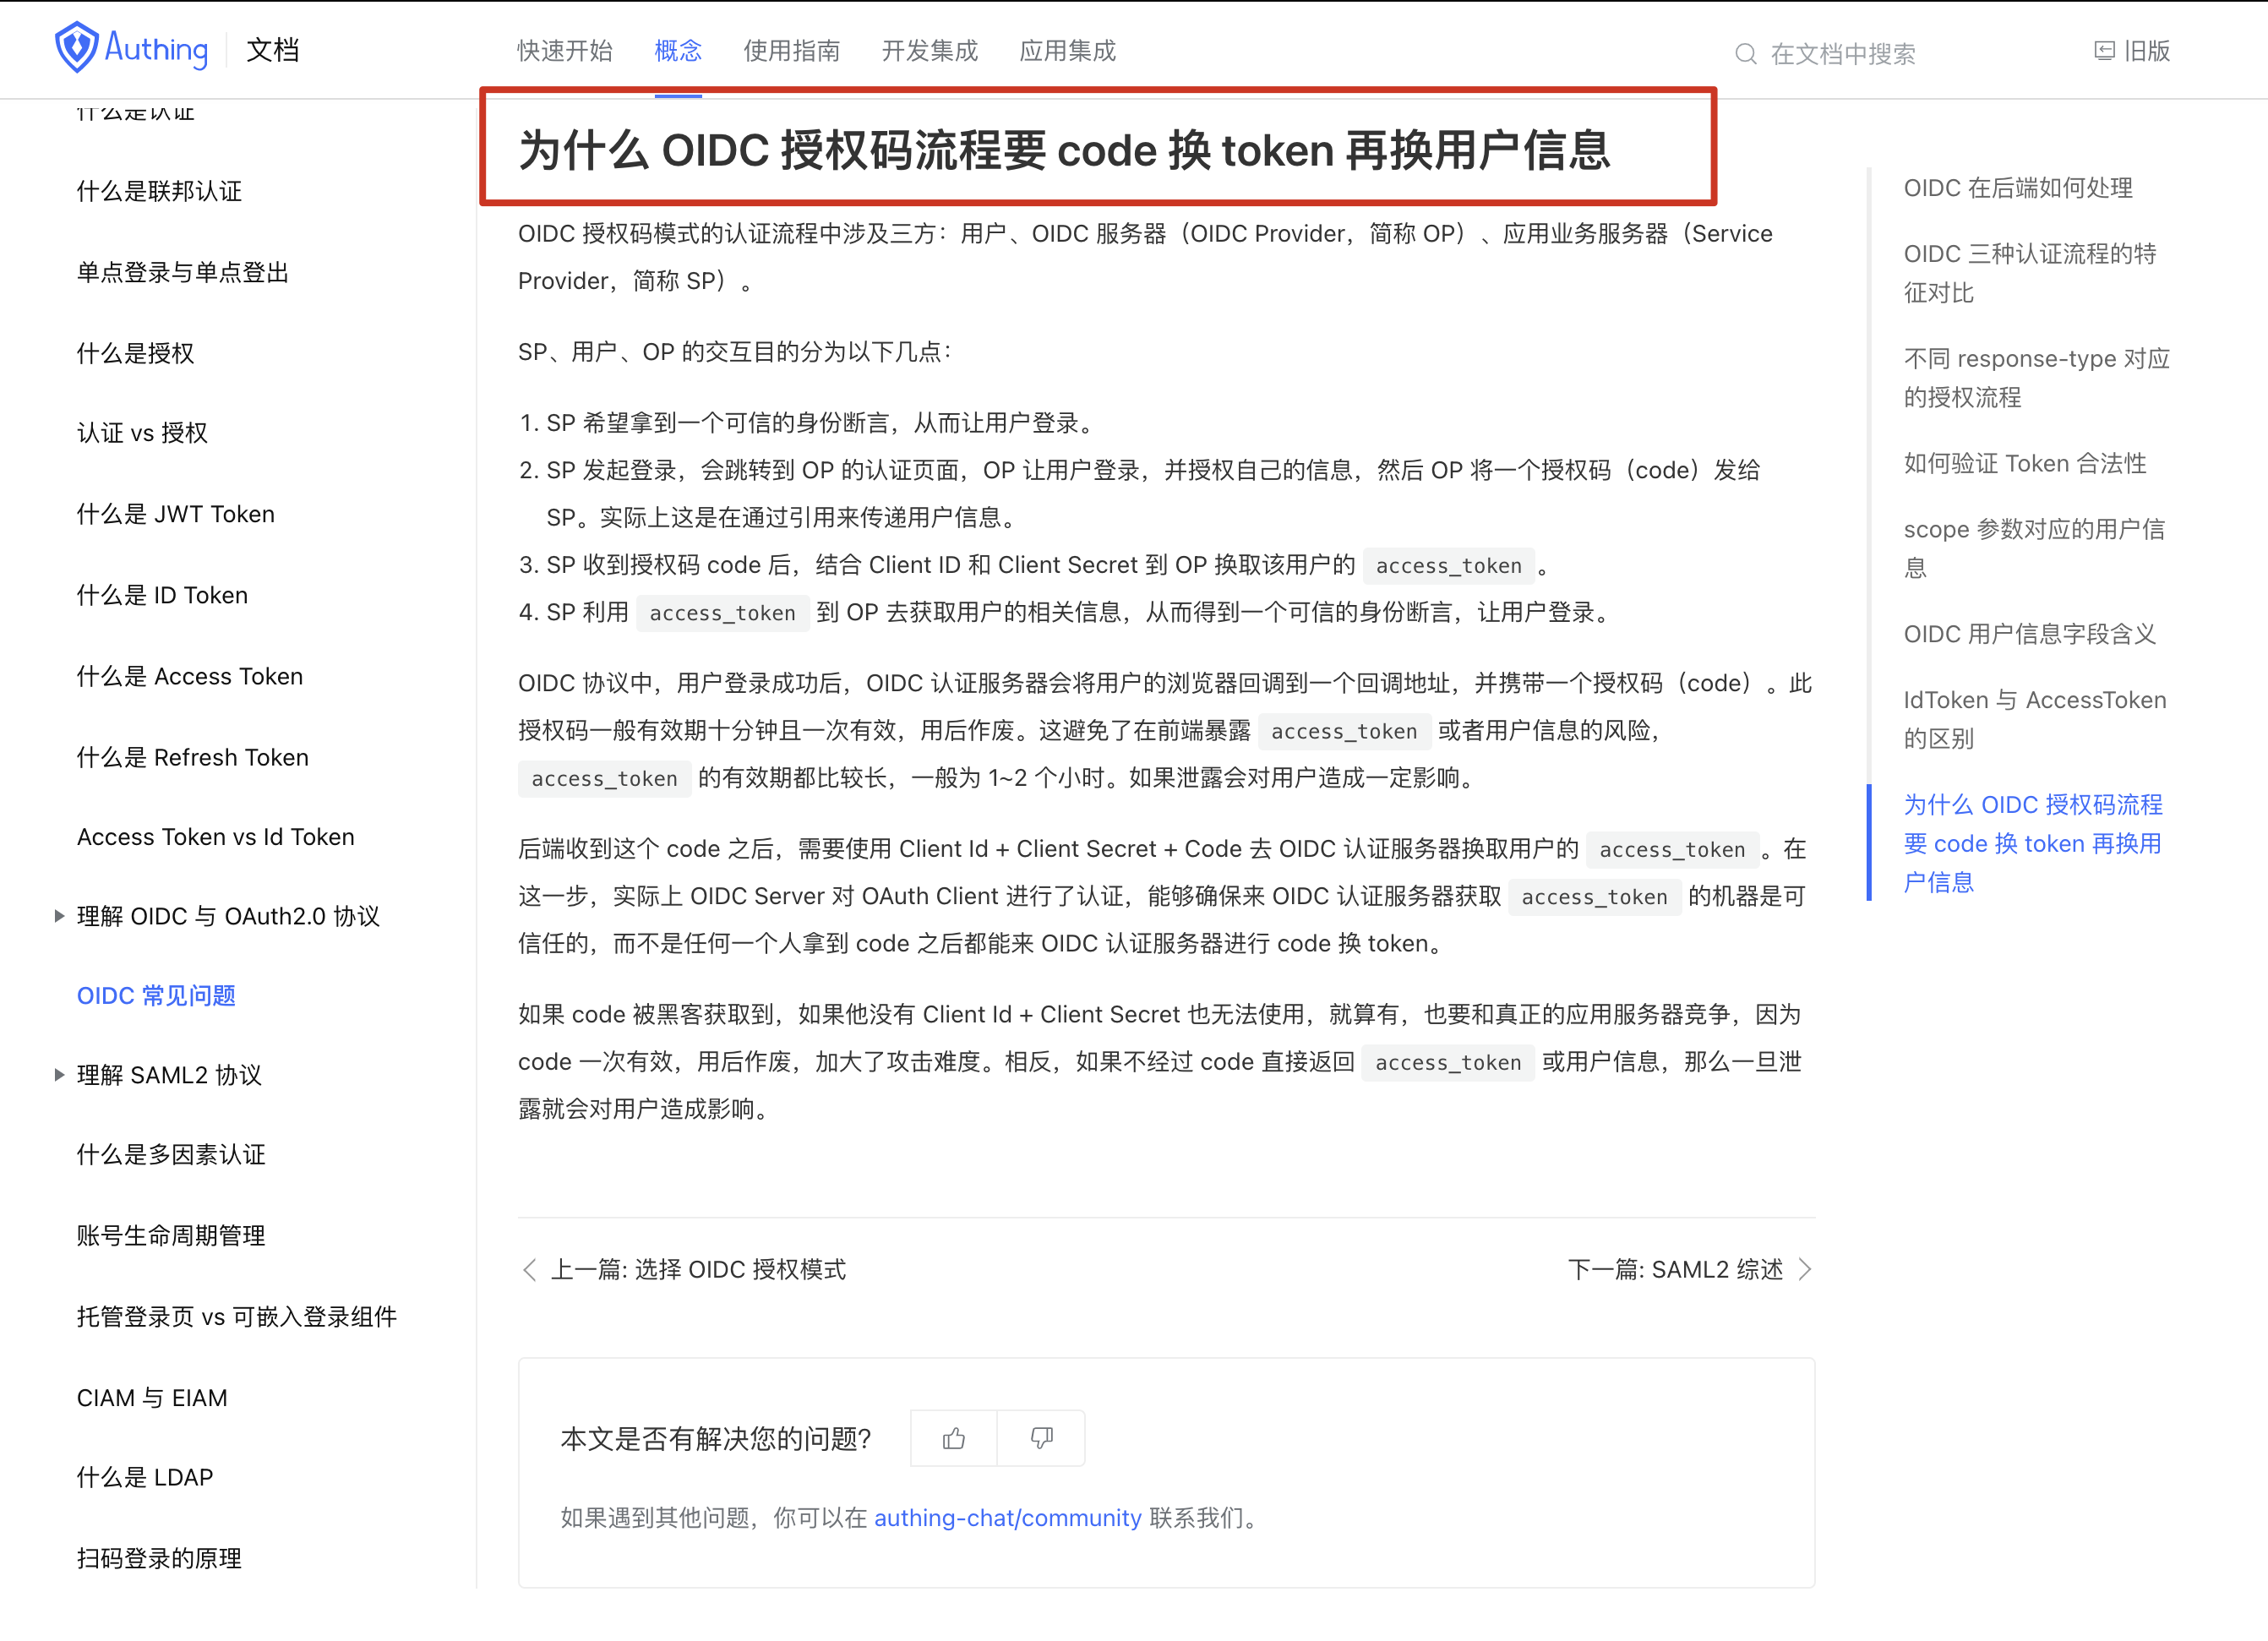 Authing 文档
快速开始 概念 使用指南 开发集成 应用集成
在文档中搜索
旧版
什么是认证
什么是联邦认证
单点登录与单点登出
什么是授权
认证 vs 授权
什么是 JWT Token
什么是 ID Token
什么是 Access Token
什么是 Refresh Token
Access Token vs Id Token
理解 OIDC 与 OAuth2.0 协议
OIDC 常见问题
理解 SAML2 协议
什么是多因素认证
账号生命周期管理
托管登录页 vs 可嵌入登录组件
CIAM 与 EIAM
什么是 LDAP
扫码登录的原理
为什么 OIDC 授权码流程要 code 换 token 再换用户信息
OIDC 授权码模式的认证流程中涉及三方：用户、OIDC 服务器（OIDC Provider，简称 OP）、应用业务服务器（Service
Provider，简称 SP）。
SP、用户、OP 的交互目的分为以下几点：
1. SP 希望拿到一个可信的身份断言，从而让用户登录。
2. SP 发起登录，会跳转到 OP 的认证页面，OP 让用户登录，并授权自己的信息，然后 OP 将一个授权码（code）发给
SP。实际上这是在通过引用来传递用户信息。
3. SP 收到授权码 code 后，结合 Client ID 和 Client Secret 到 OP 换取该用户的 access_token 。
4. SP 利用 access_token 到 OP 去获取用户的相关信息，从而得到一个可信的身份断言，让用户登录。
OIDC 协议中，用户登录成功后，OIDC 认证服务器会将用户的浏览器回调到一个回调地址，并携带一个授权码（code）。此
授权码一般有效期十分钟且一次有效，用后作废。这避免了在前端暴露 access_token 或者用户信息的风险，
access_token 的有效期都比较长，一般为 1~2 个小时。如果泄露会对用户造成一定影响。
后端收到这个 code 之后，需要使用 Client Id + Client Secret + Code 去 OIDC 认证服务器换取用户的 access_token 。在
这一步，实际上 OIDC Server 对 OAuth Client 进行了认证，能够确保来 OIDC 认证服务器获取 access_token 的机器是可
信任的，而不是任何一个人拿到 code 之后都能来 OIDC 认证服务器进行 code 换 token。
如果 code 被黑客获取到，如果他没有 Client Id + Client Secret 也无法使用，就算有，也要和真正的应用服务器竞争，因为
code 一次有效，用后作废，加大了攻击难度。相反，如果不经过 code 直接返回 access_token 或用户信息，那么一旦泄
露就会对用户造成影响。
上一篇: 选择 OIDC 授权模式
下一篇: SAML2 综述
本文是否有解决您的问题?
如果遇到其他问题，你可以在 authing-chat/community 联系我们。
OIDC 在后端如何处理
OIDC 三种认证流程的特
征对比
不同 response-type 对应
的授权流程
如何验证 Token 合法性
scope 参数对应的用户信
息
OIDC 用户信息字段含义
IdToken 与 AccessToken
的区别
为什么 OIDC 授权码流程
要 code 换 token 再换用
户信息